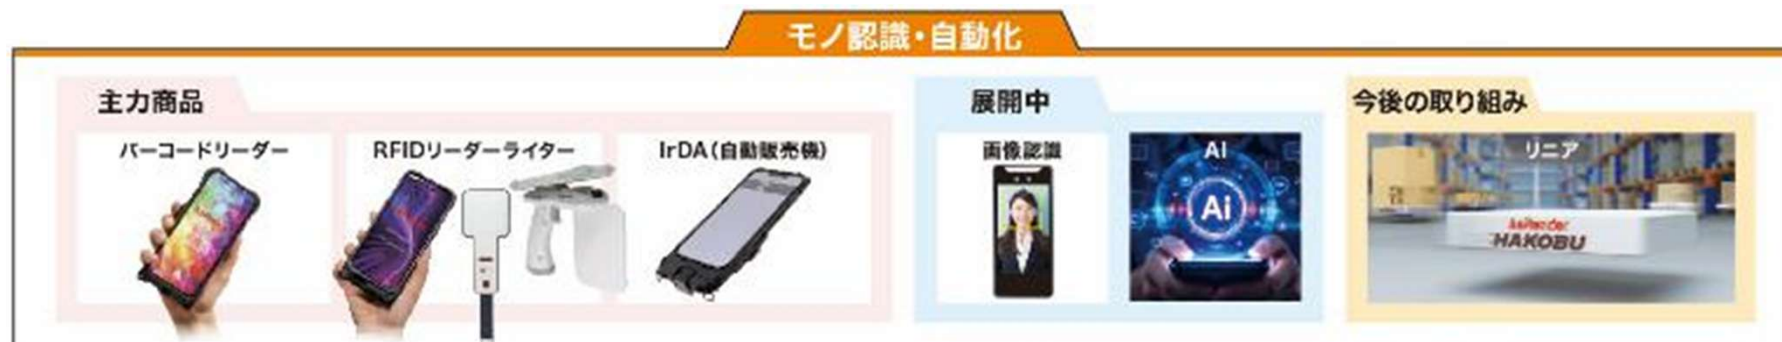 モノ認識・自動化
主力商品
バーコードリーダー
RFIDリーダーライター
IrDA(自動販売機)
展開中
画像認識
AI
Ai
今後の取り組み
リニア
HAKOBU